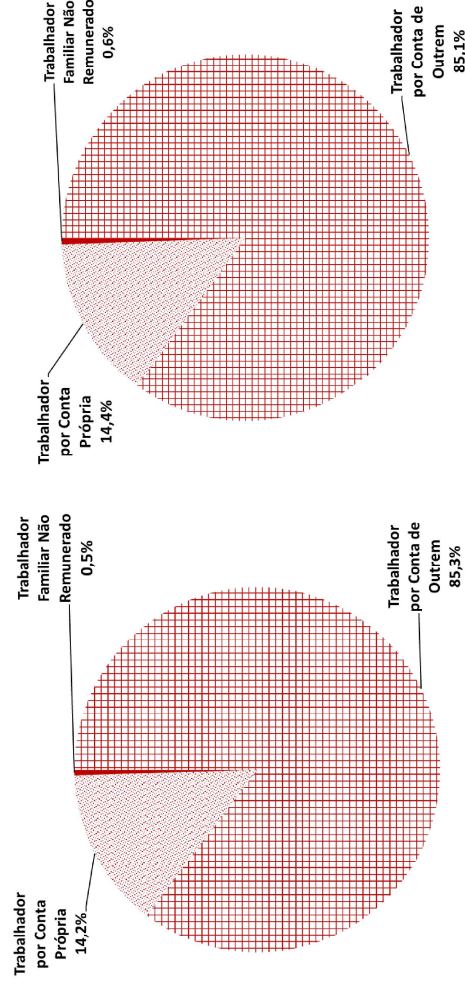 Trabalhador
por Conta
Própria
14,2%
Trabalhador
Familiar Não
Remunerado
0,5%
Trabalhador
por Conta de
Outrem
85,3%
Trabalhador
por Conta
Própria
14,4%
Trabalhador
Familiar Não
Remunerado
0,6%
Trabalhador
por Conta de
Outrem
85.1%